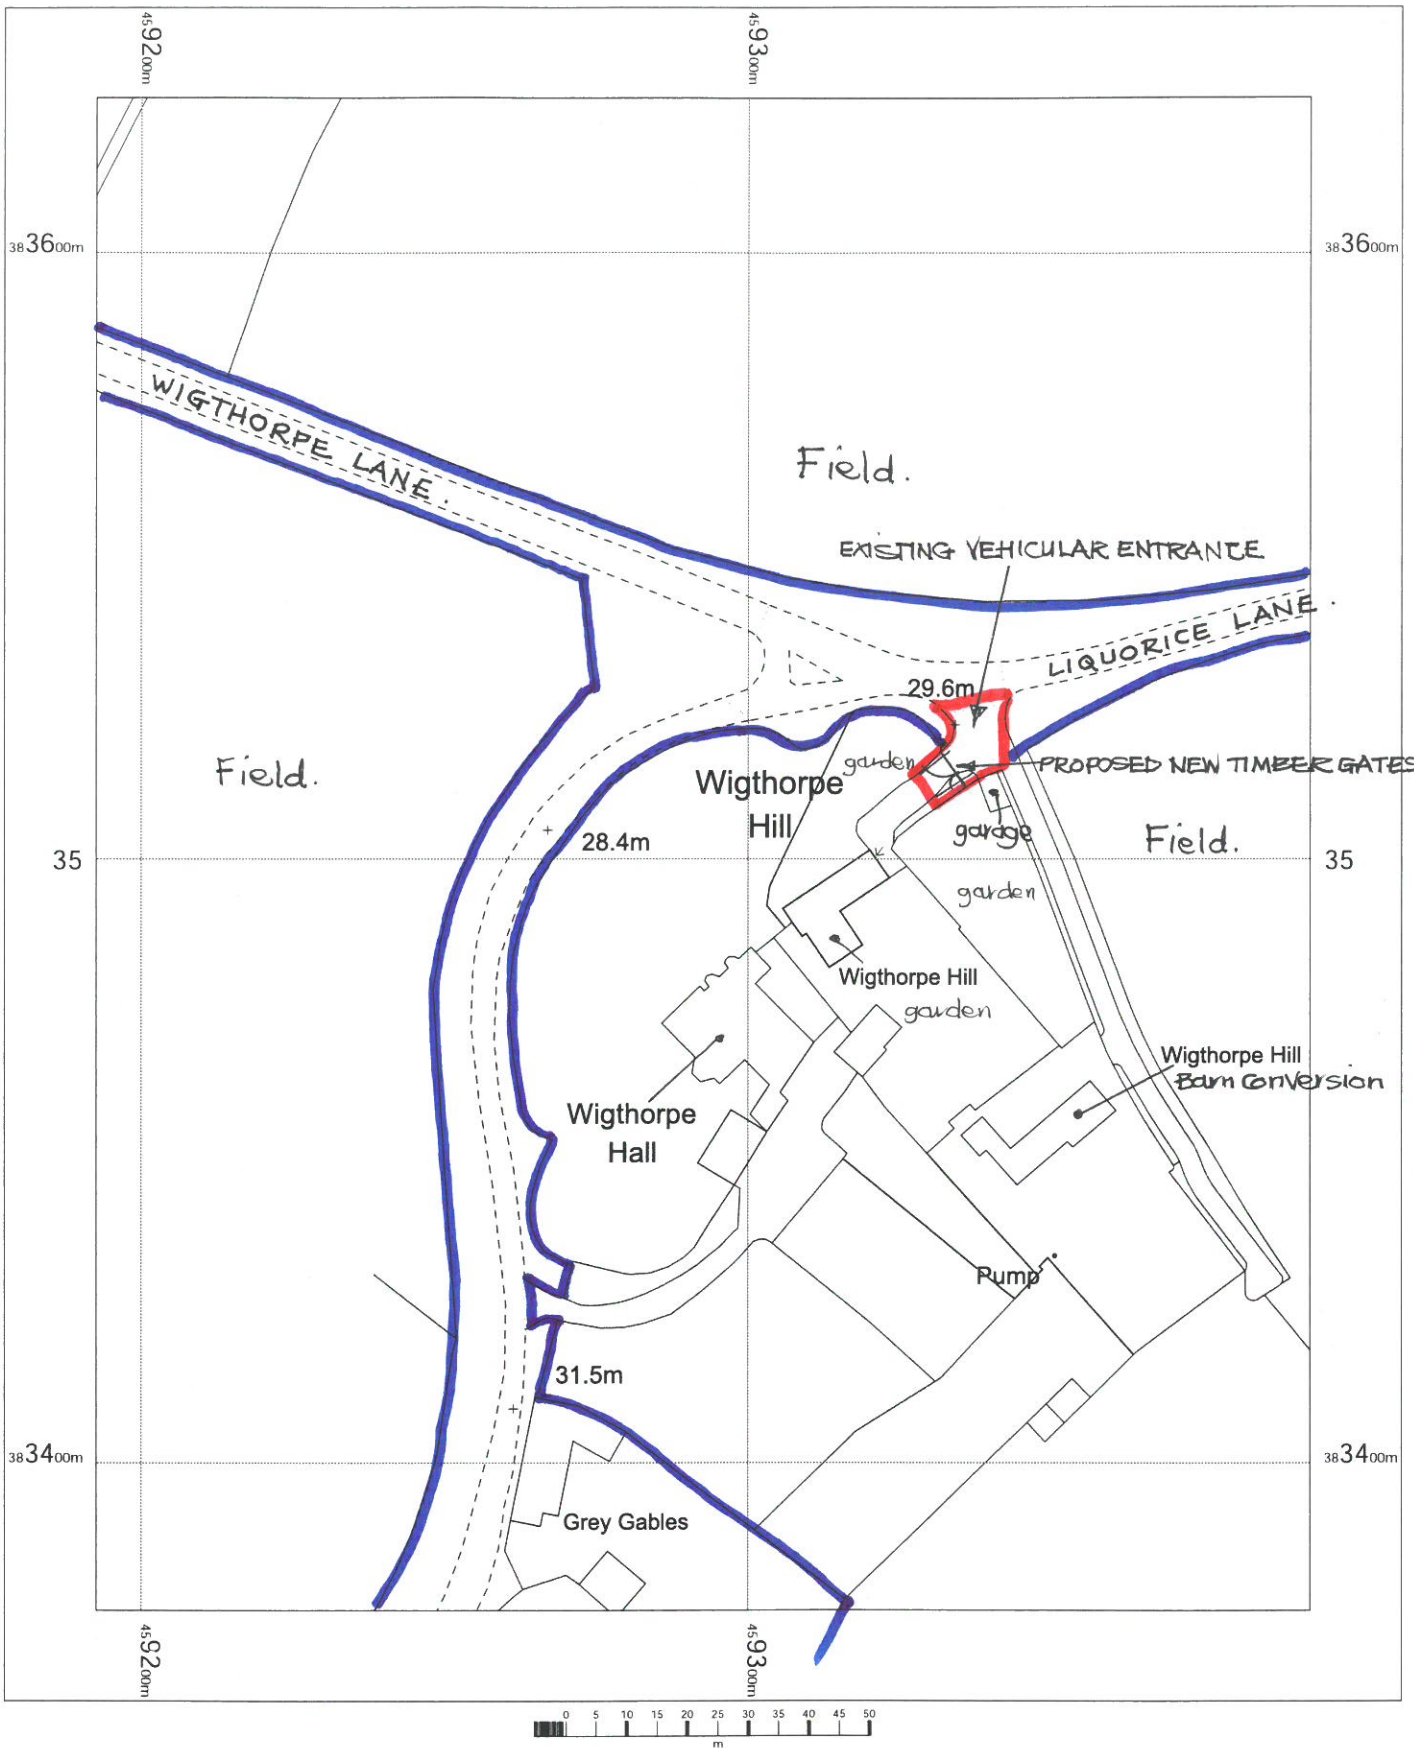 459200m
459300m
383600m
383600m
WIGTHORPE LANE.
Field.
EXISTING VEHICULAR ENTRANCE
LIQUORICE LANE.
29.6m
garden
PROPOSED NEW TIMBER GATES
Field.
Wigthorpe
Hill
garage
Field.
28.4m
35
35
garden
Wigthorpe Hill
garden
Wigthorpe Hill
Barn Conversion
Wigthorpe
Hall
Pump
31.5m
383400m
383400m
Grey Gables
459200m
459300m
0 5 10 15 20 25 30 35 40 45 50
m